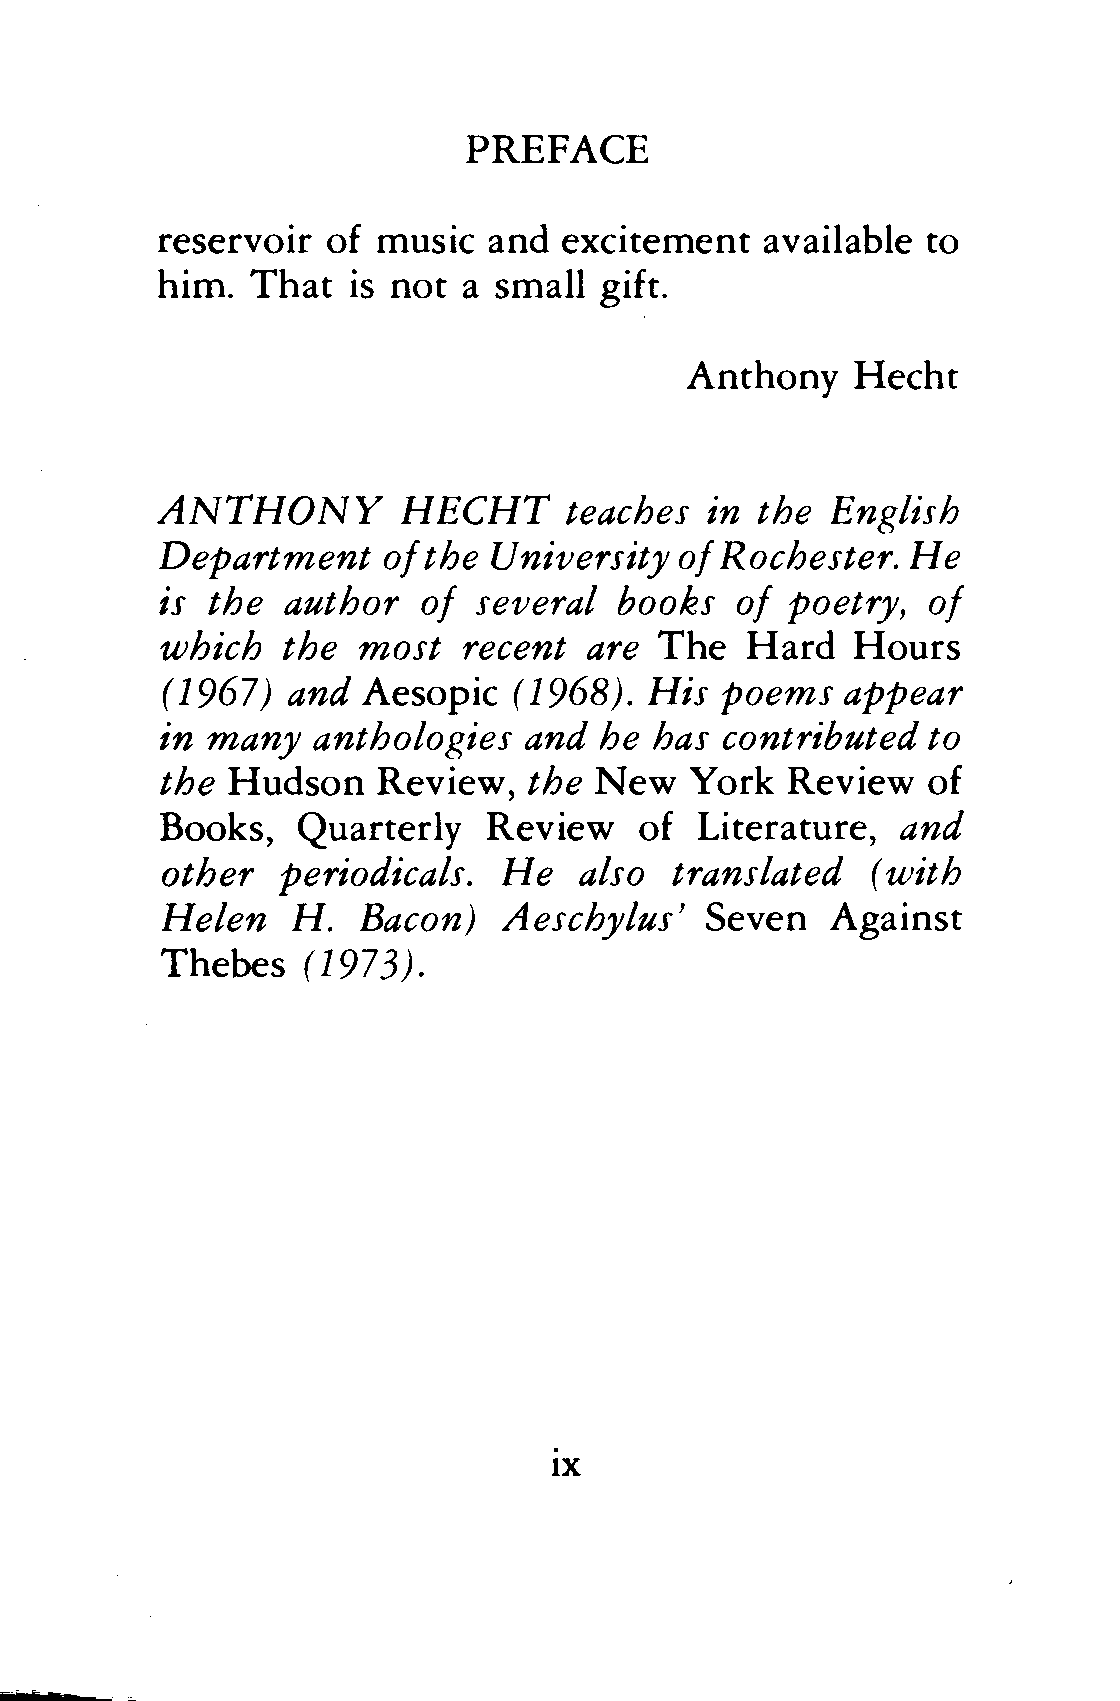 PREFACE
reservoir of music and excitement available to
him. That is not a small gift.
Anthony Hecht
ANTHONY HECHT teaches in the English
Department of the University of Rochester. He
is the author of several books of poetry, of
which the most recent are The Hard Hours
(1967) and Aesopic (1968). His poems appear
in many anthologies and he has contributed to
the Hudson Review, the New York Review of
Books, Quarterly Review of Literature, and
other periodicals. He also translated (with
Helen H. Bacon) Aeschylus' Seven Against
Thebes (1973).
ix